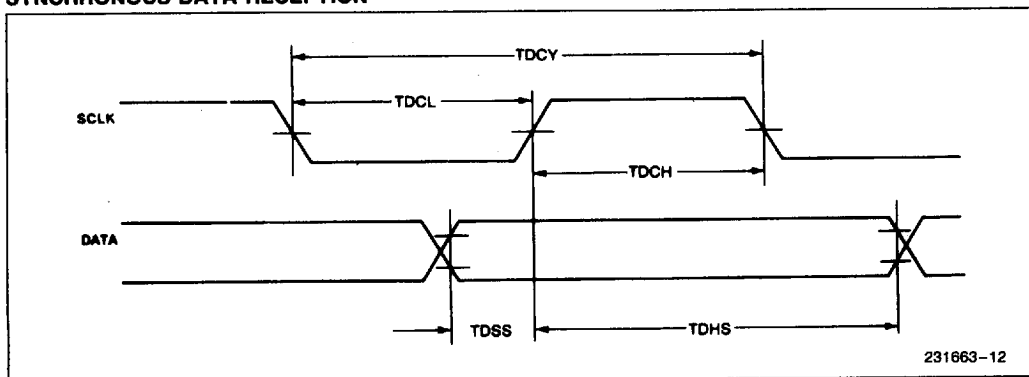 SYNCHRONOUS DATA RECEPTION
TDCY
TDCL
SCLK
TDCH
DATA
TDSS
TDHS
231663-12